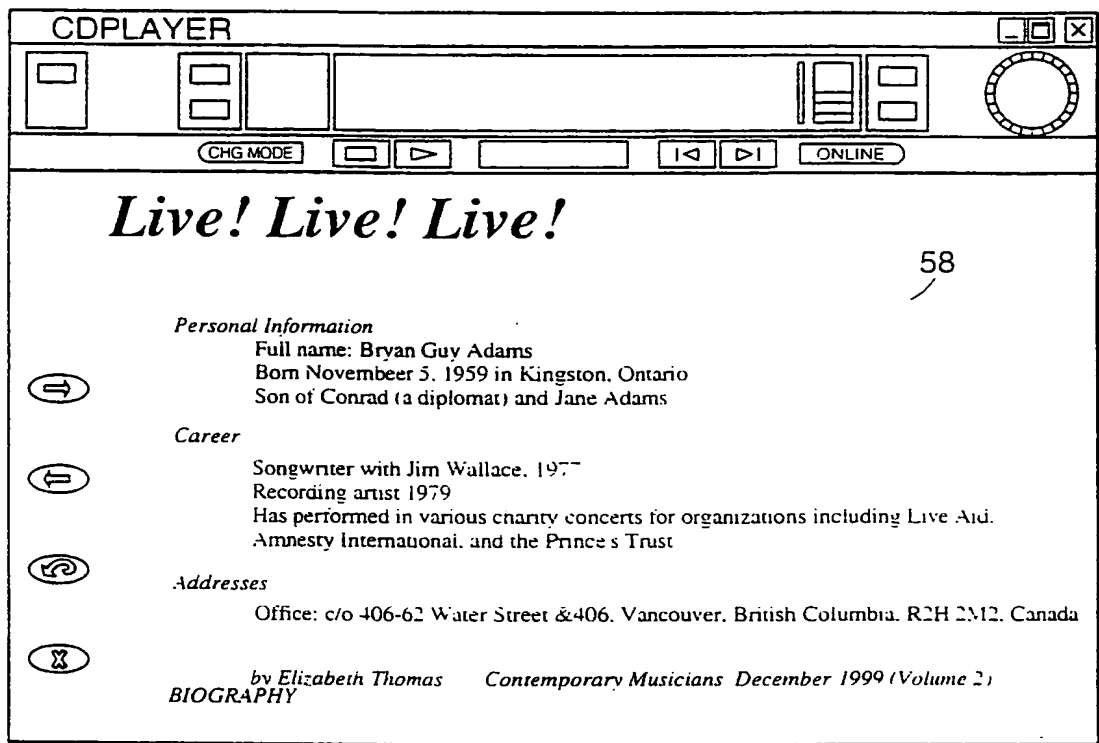 CDPLAYER
CHG MODE
ONLINE
Live! Live! Live!
58
Personal Information
Full name: Bryan Guy Adams
Born Novembeer 5, 1959 in Kingston, Ontario
Son of Conrad (a diplomat) and Jane Adams
Career
Songwriter with Jim Wallace, 1977
Recording artist 1979
Has performed in various charity concerts for organizations including Live Aid,
Amnesty International, and the Prince's Trust
Addresses
Office: c/o 406-62 Water Street &406, Vancouver, British Columbia, R2H 2M2, Canada
by Elizabeth Thomas Contemporary Musicians December 1999 (Volume 2)
BIOGRAPHY